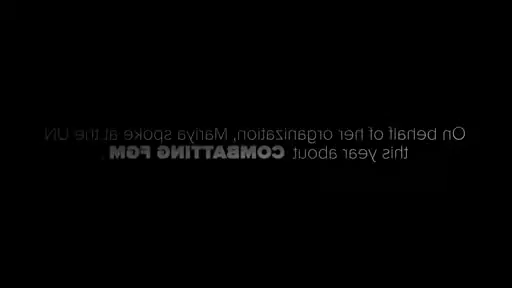 On behalf of her organization, Mariya spoke at the UN
this year about COMBATTING FGM.